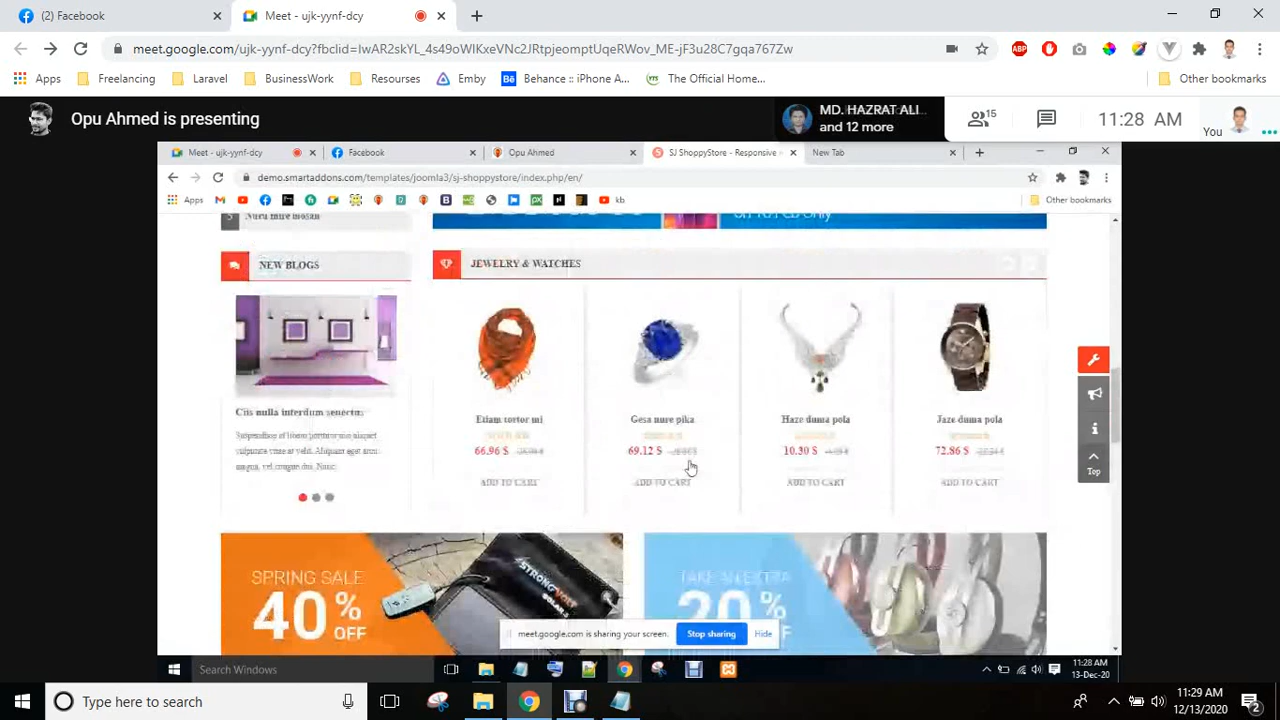 (2) Facebook
Meet - ujk-yynf-dcy
meet.google.com/ujk-yynf-dcy?fbclid=IwAR2skYL_4s49oWIKxeVNc2JRtpjeomptUqeRWov_ME-jF3u28C7gqa767Zw
Apps
Freelancing
Laravel
BusinessWork
Resourses
Emby
Behance :: iPhone A...
The Official Home...
Other bookmarks
Opu Ahmed is presenting
MD. HAZRAT ALI...
and 12 more
15
11:28 AM
You
Meet - ujk-yynf-dcy
Facebook
Opu Ahmed
SJ ShoppyStore - Responsive
New Tab
demo.smartaddons.com/templates/joomla3/sj-shoppystore/index.php/en/
Apps
kb
Other bookmarks
NEW BLOGS
JEWELRY & WATCHES
Etiam tortor mi
Gesa nure pika
Haze duma pola
Jaze duma pola
66,96 $
69,12 $
10,30 $
72,86 $
ADD TO CART
ADD TO CART
ADD TO CART
ADD TO CART
Top
SPRING SALE
40%
OFF
STRONG
TAKE AN EXTRA
20%
meet.google.com is sharing your screen.
Stop sharing
Hide
Search Windows
11:28 AM
13-Dec-20
Type here to search
11:29 AM
12/13/2020
2